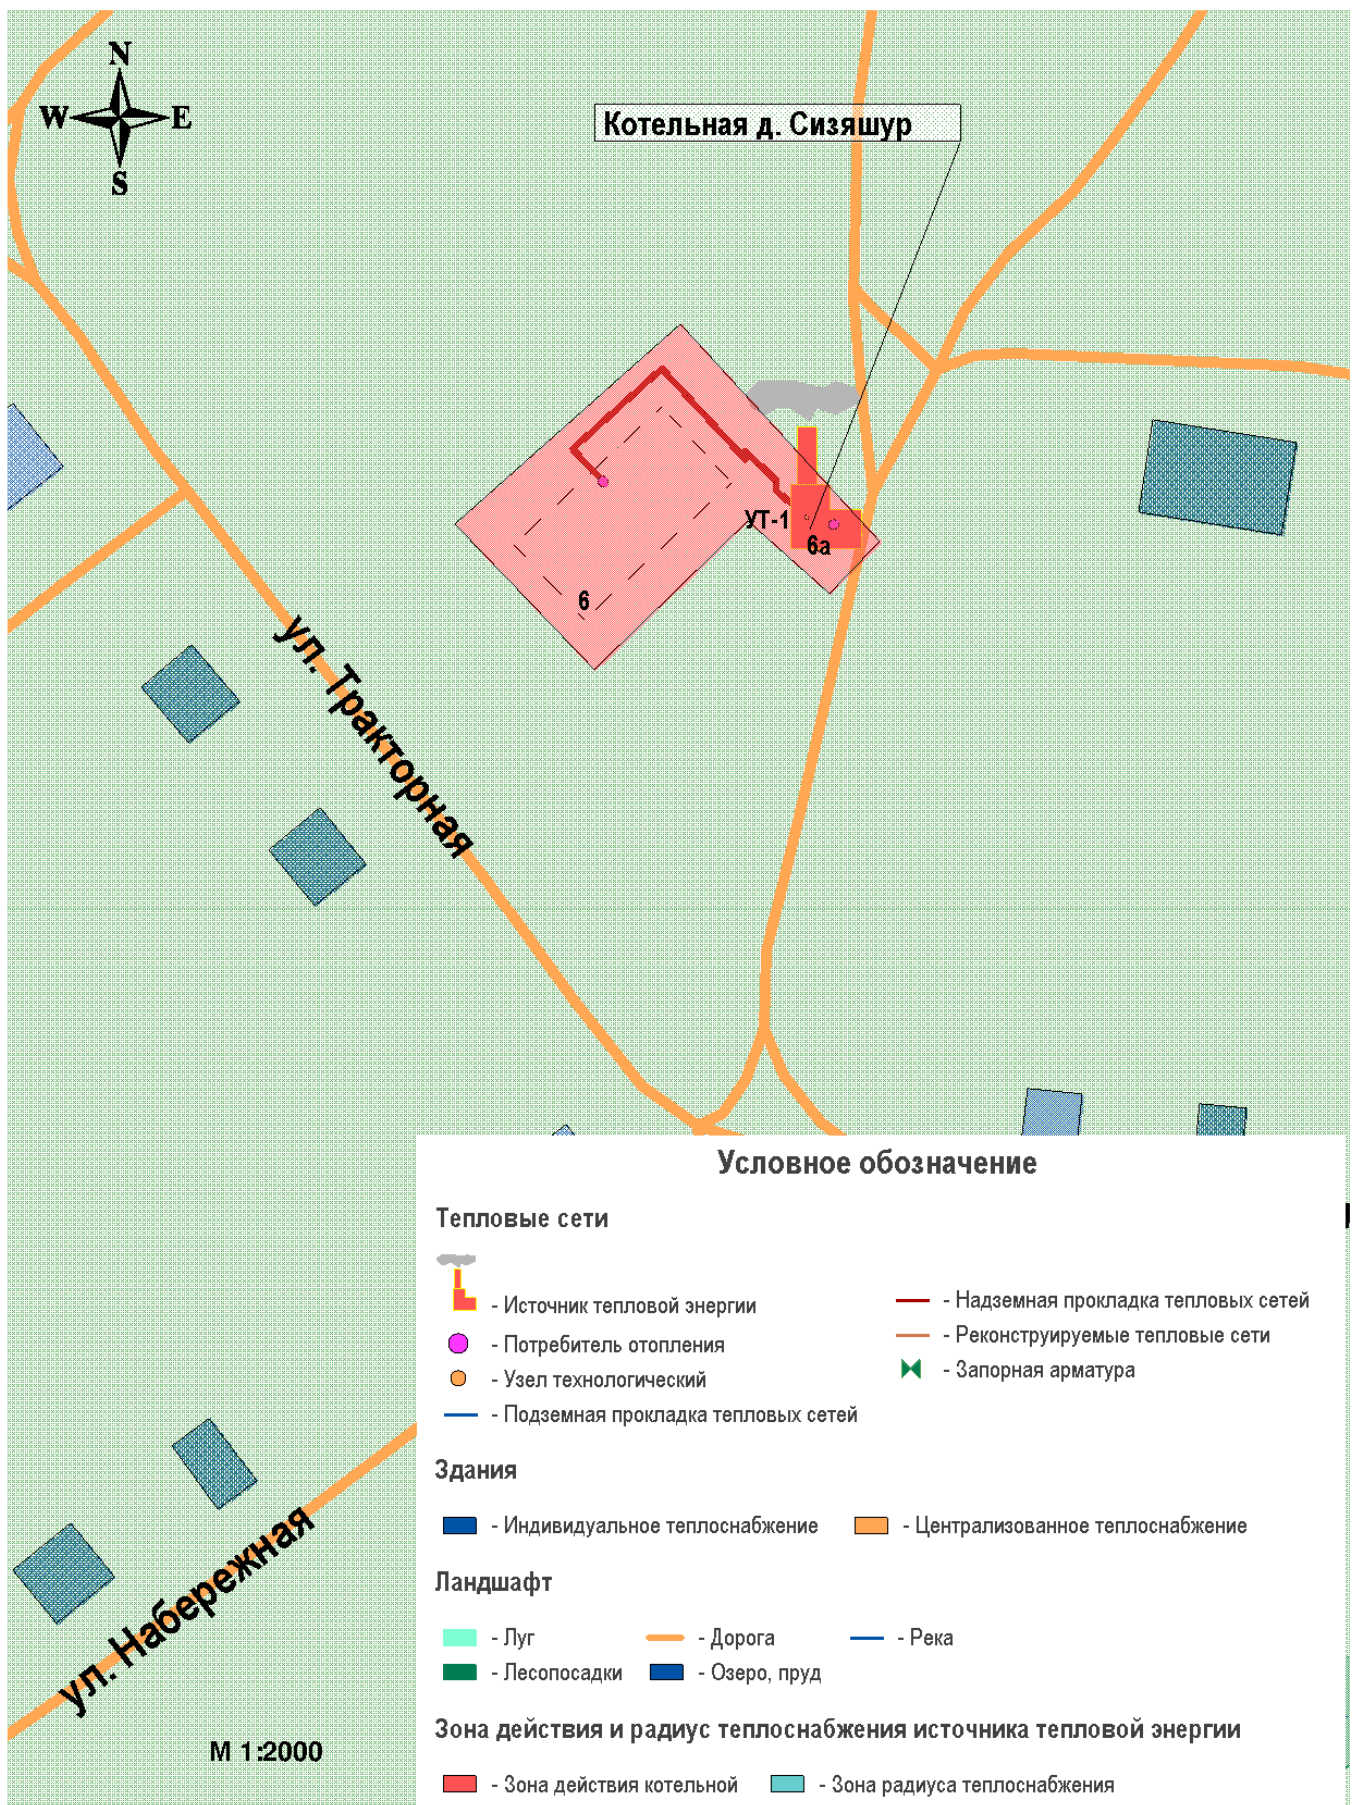 N
W E
S
Котельная д. Сизяшур
УТ-1
6а
6
ул. Тракторная
Условное обозначение
Тепловые сети
- Источник тепловой энергии
- Надземная прокладка тепловых сетей
- Потребитель отопления
- Реконструируемые тепловые сети
- Узел технологический
- Запорная арматура
- Подземная прокладка тепловых сетей
Здания
- Индивидуальное теплоснабжение - Централизованное теплоснабжение
Ландшафт
- Луг - Дорога - Река
- Лесопосадки - Озеро, пруд
Зона действия и радиус теплоснабжения источника тепловой энергии
- Зона действия котельной - Зона радиуса теплоснабжения
ул. Набережная
М 1:2000